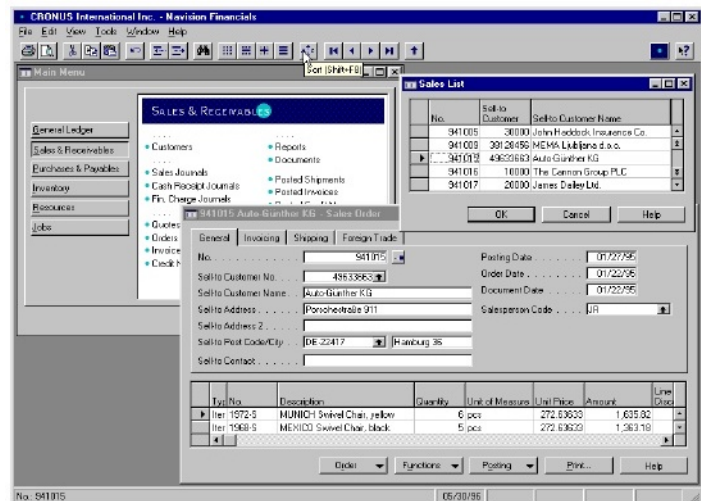 CRONUS International Inc. - Navision Financials
File Edit View Tools Window Help
Sort (Shift+F8)
Main Menu
General Ledger
Sales & Receivables
Purchases & Payables
Inventory
Resources
Jobs
SALES & RECEIVABLES
Customers
Sales Journals
Cash Receipt Journals
Fin. Charge Journals
Quotes
Orders
Invoice
Credit M
Reports
Documents
Posted Shipments
Posted Invoices
Sales List
No. Sell-to Customer Sell-to Customer Name
941005 30000 John Haddock Insurance Co.
941009 38128456 MEMA Ljubljana d.o.o.
941015 49633663 Auto-Günther KG
941016 10000 The Cannon Group PLC
941017 20000 James Dailey Ltd.
OK Cancel Help
941015 Auto-Günther KG - Sales Order
General Invoicing Shipping Foreign Trade
No. 941015
Sell-to Customer No. 49633663
Sell-to Customer Name Auto-Günther KG
Sell-to Address Porschestraße 911
Sell-to Address 2
Sell-to Post Code/City DE-22417 Hamburg 36
Sell-to Contact
Posting Date 01/27/95
Order Date 01/22/95
Document Date 01/22/95
Salesperson Code JR
Typ No. Description Quantity Unit of Measure Unit Price Amount Line Disc
Iter 1972-S MUNICH Swivel Chair, yellow 6 pcs 272.63633 1,635.82
Iter 1968-S MEXICO Swivel Chair, black 5 pcs 272.63633 1,363.18
Order Functions Posting Print... Help
No.: 941015 05/30/96